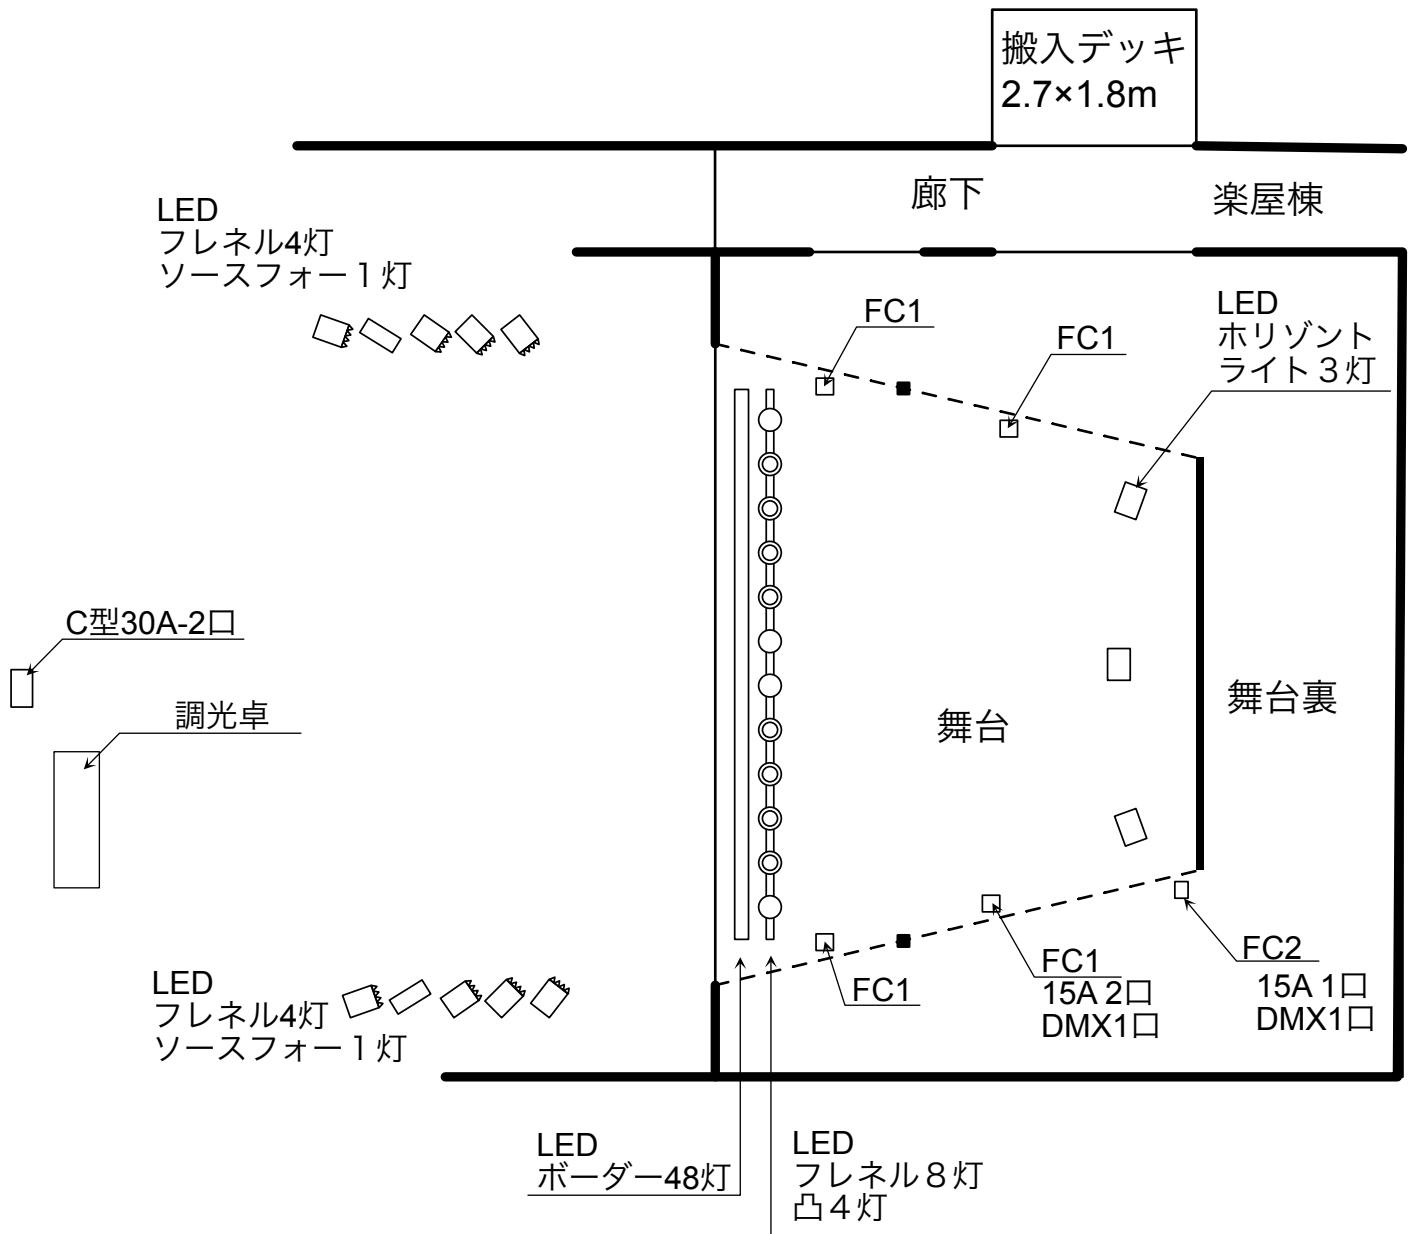 搬入デッキ
2.7×1.8m
廊下
楽屋棟
LED
フレネル4灯
ソースフォー１灯
FC1
FC1
LED
ホリゾント
ライト３灯
C型30A-2口
調光卓
舞台
舞台裏
LED
フレネル4灯
ソースフォー１灯
FC1
FC1
15A 2口
DMX1口
FC2
15A 1口
DMX1口
LED
ボーダー48灯
LED
フレネル８灯
凸４灯